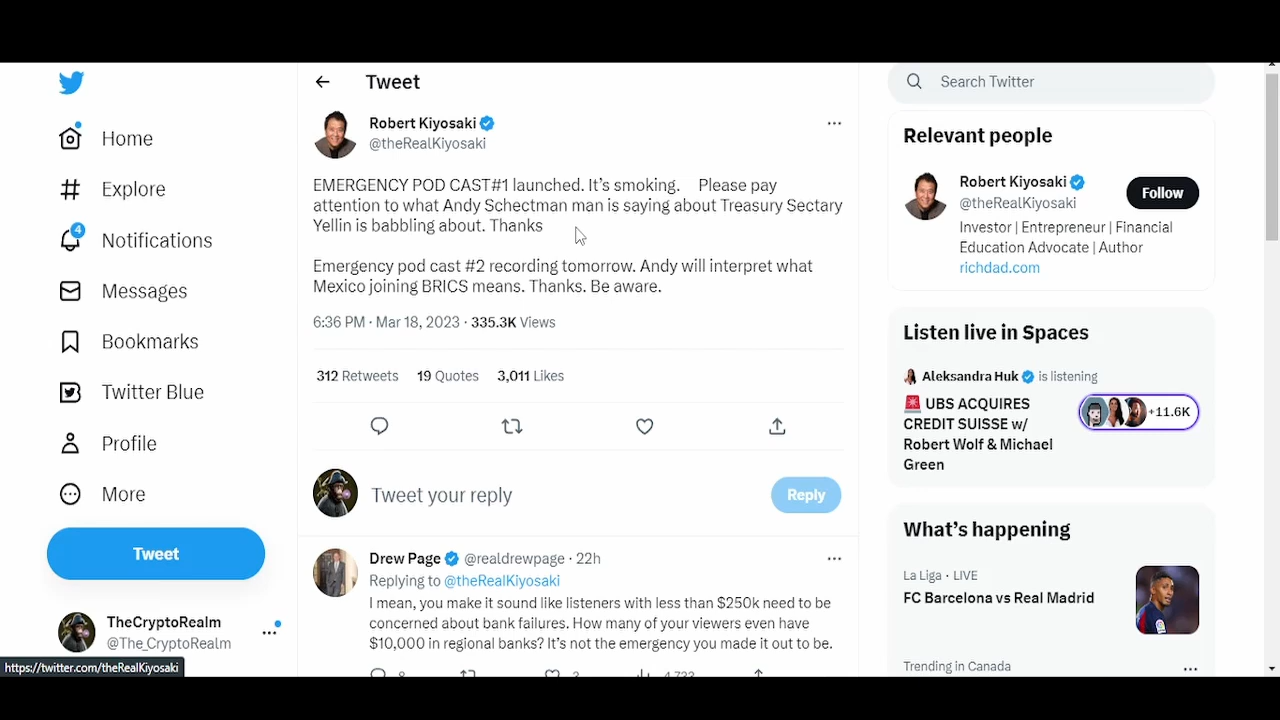 Home
Explore
4
Notifications
Messages
Bookmarks
Twitter Blue
Profile
More
Tweet
TheCryptoRealm
@The_CryptoRealm
https://twitter.com/theRealKiyosaki
Tweet
Robert Kiyosaki
@theRealKiyosaki
EMERGENCY POD CAST#1 launched. It’s smoking. Please pay
attention to what Andy Schectman man is saying about Treasury Sectary
Yellin is babbling about. Thanks
Emergency pod cast #2 recording tomorrow. Andy will interpret what
Mexico joining BRICS means. Thanks. Be aware.
6:36 PM · Mar 18, 2023 · 335.3K Views
312 Retweets 19 Quotes 3,011 Likes
Tweet your reply
Reply
Drew Page @realdrewpage · 22h
Replying to @theRealKiyosaki
I mean, you make it sound like listeners with less than $250k need to be
concerned about bank failures. How many of your viewers even have
$10,000 in regional banks? It’s not the emergency you made it out to be.
Search Twitter
Relevant people
Robert Kiyosaki
@theRealKiyosaki
Follow
Investor | Entrepreneur | Financial
Education Advocate | Author
richdad.com
Listen live in Spaces
Aleksandra Huk is listening
UBS ACQUIRES
CREDIT SUISSE w/
Robert Wolf & Michael
Green
+11.6K
What’s happening
La Liga · LIVE
FC Barcelona vs Real Madrid
Trending in Canada